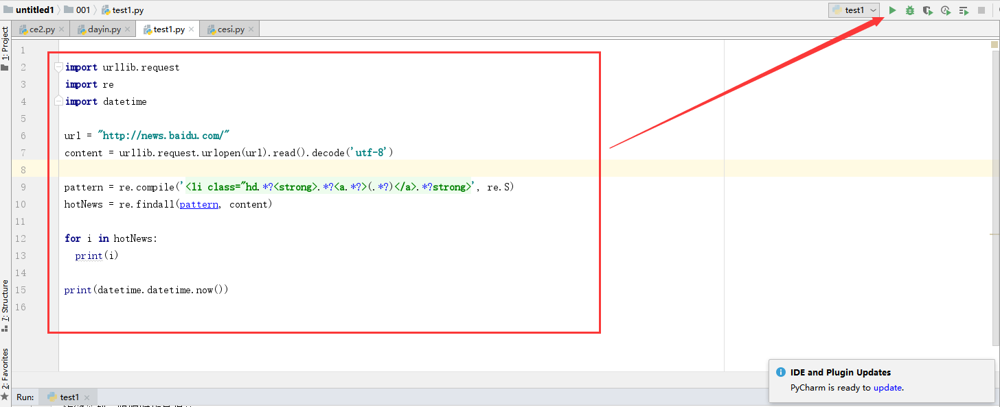 untitled1 001 test1.py test1
ce2.py dayin.py test1.py cesi.py
1: Project
1
2 import urllib.request
3 import re
4 import datetime
5
6 url = "http://news.baidu.com/"
7 content = urllib.request.urlopen(url).read().decode('utf-8')
8
9 pattern = re.compile('<li class="hd.*?<strong>.*?<a.*?>(.*?)</a>.*?strong>', re.S)
10 hotNews = re.findall(pattern, content)
11
12 for i in hotNews:
13 print(i)
14
15 print(datetime.datetime.now())
16
7: Structure
2: Favorites
IDE and Plugin Updates
PyCharm is ready to update.
Run: test1